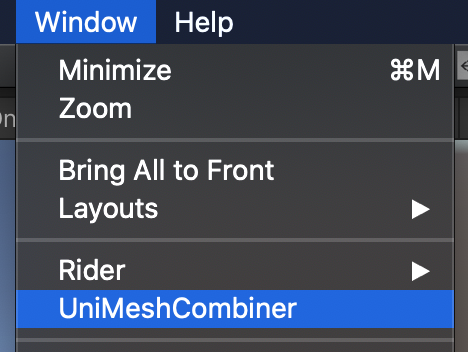 Window Help
Minimize ⌘M
Zoom
Bring All to Front
Layouts ▶
Rider ▶
UniMeshCombiner